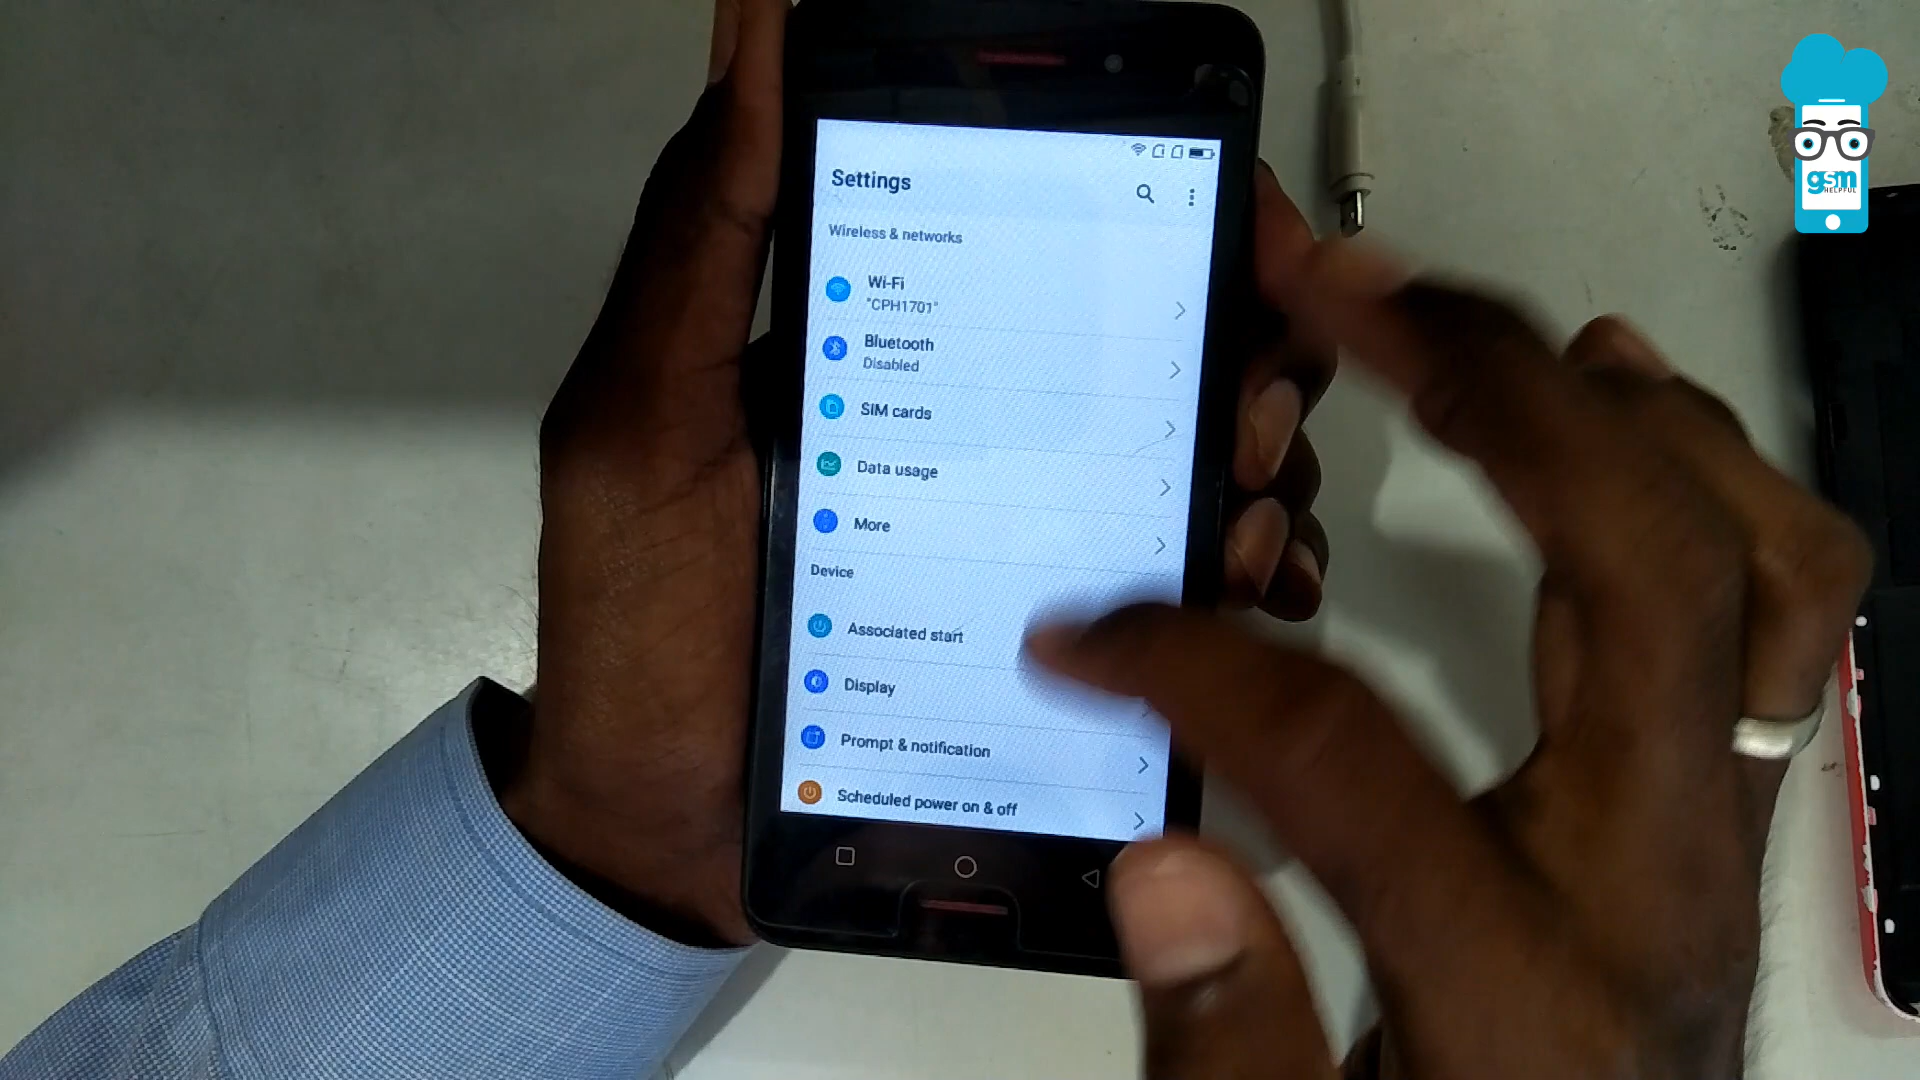 Settings
Wireless & networks
Wi-Fi
"CPH1701"
Bluetooth
Disabled
SIM cards
Data usage
More
Device
Associated start
Display
Prompt & notification
Scheduled power on & off
gsm
HELPFUL